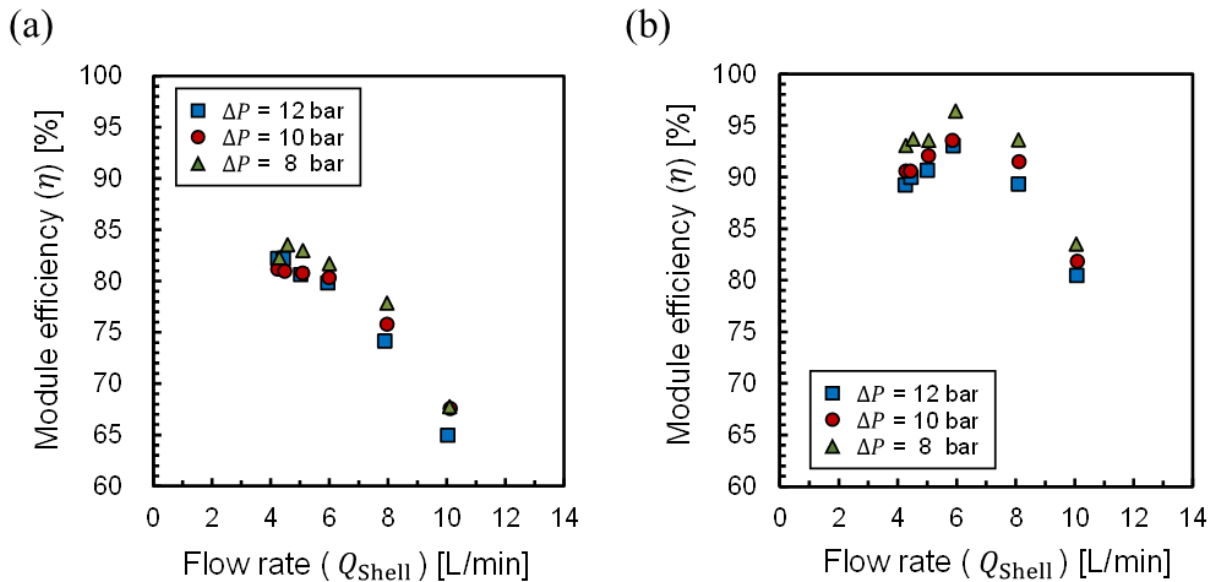 (a)
100
95
90
85
80
75
70
65
60
Module efficiency (η) [%]
ΔP = 12 bar
ΔP = 10 bar
ΔP = 8 bar
0 2 4 6 8 10 12 14
Flow rate ( Q_Shell ) [L/min]
(b)
100
95
90
85
80
75
70
65
60
Module efficiency (η) [%]
ΔP = 12 bar
ΔP = 10 bar
ΔP = 8 bar
0 2 4 6 8 10 12 14
Flow rate ( Q_Shell ) [L/min]